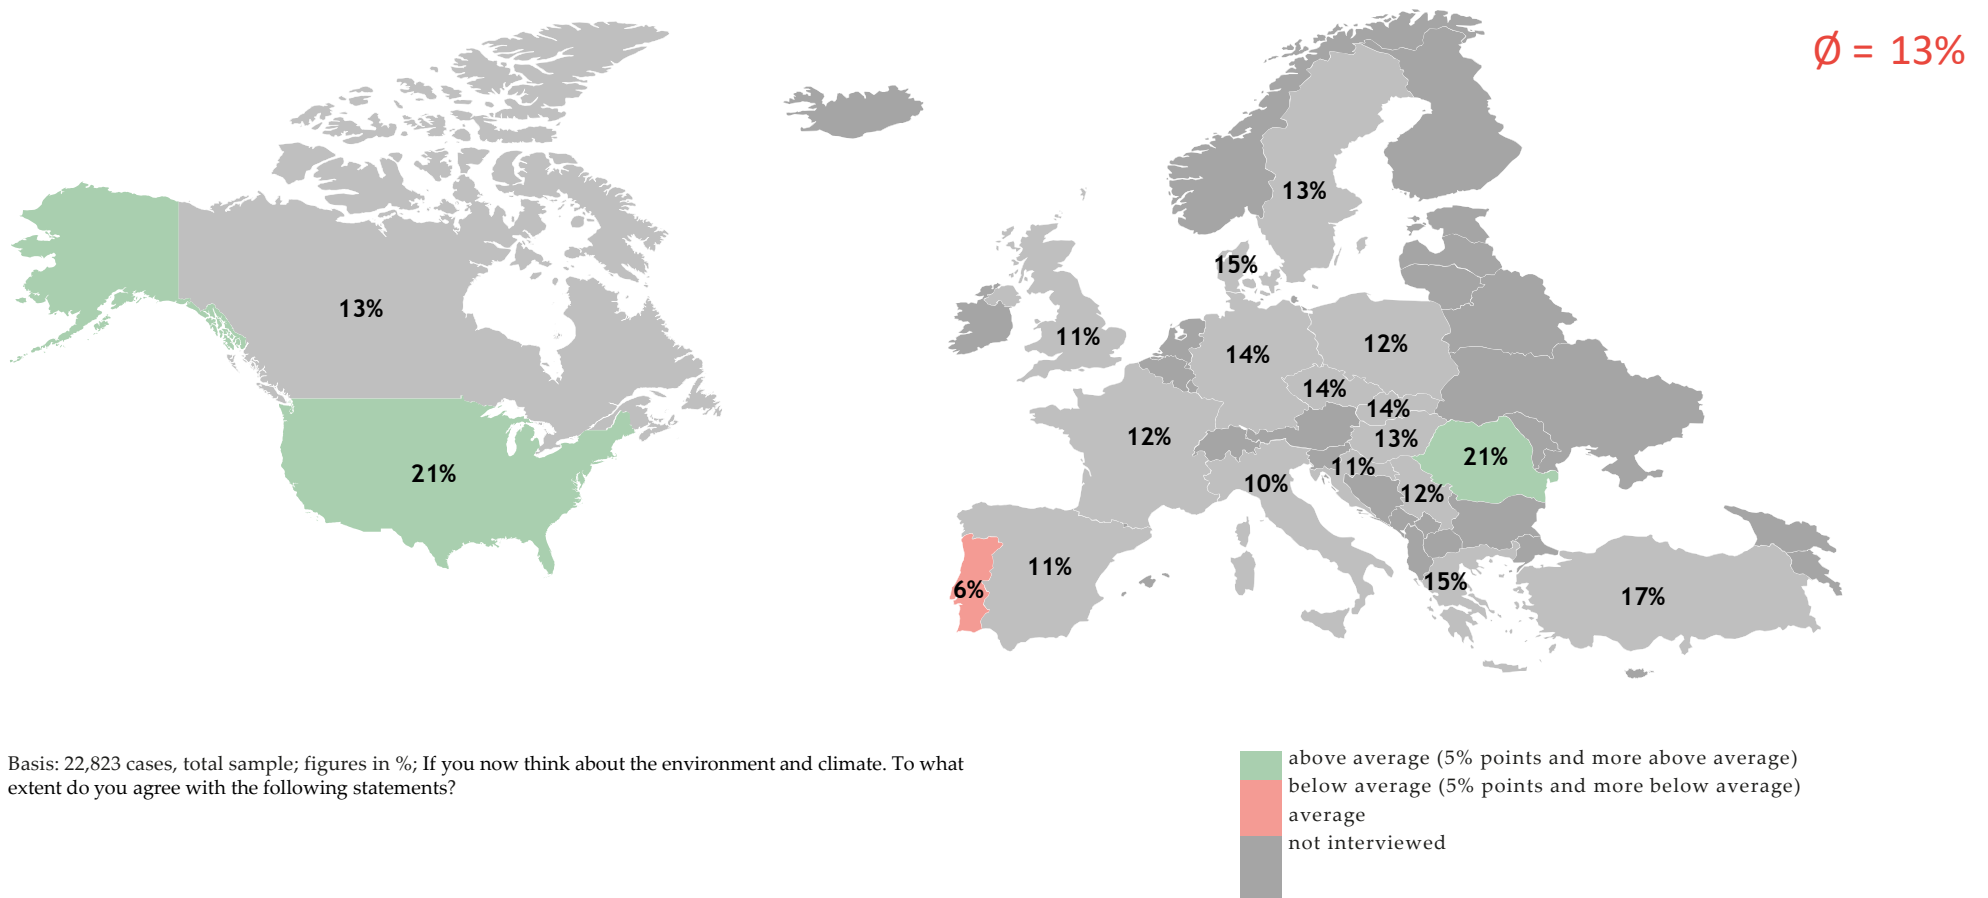 Ø = 13%
13%
15%
13%
11%
14%
12%
14%
14%
12%
13%
21%
11%
21%
10%
12%
11%
15%
6%
17%
Basis: 22,823 cases, total sample; figures in %; If you now think about the environment and climate. To what
extent do you agree with the following statements?
above average (5% points and more above average)
below average (5% points and more below average)
average
not interviewed